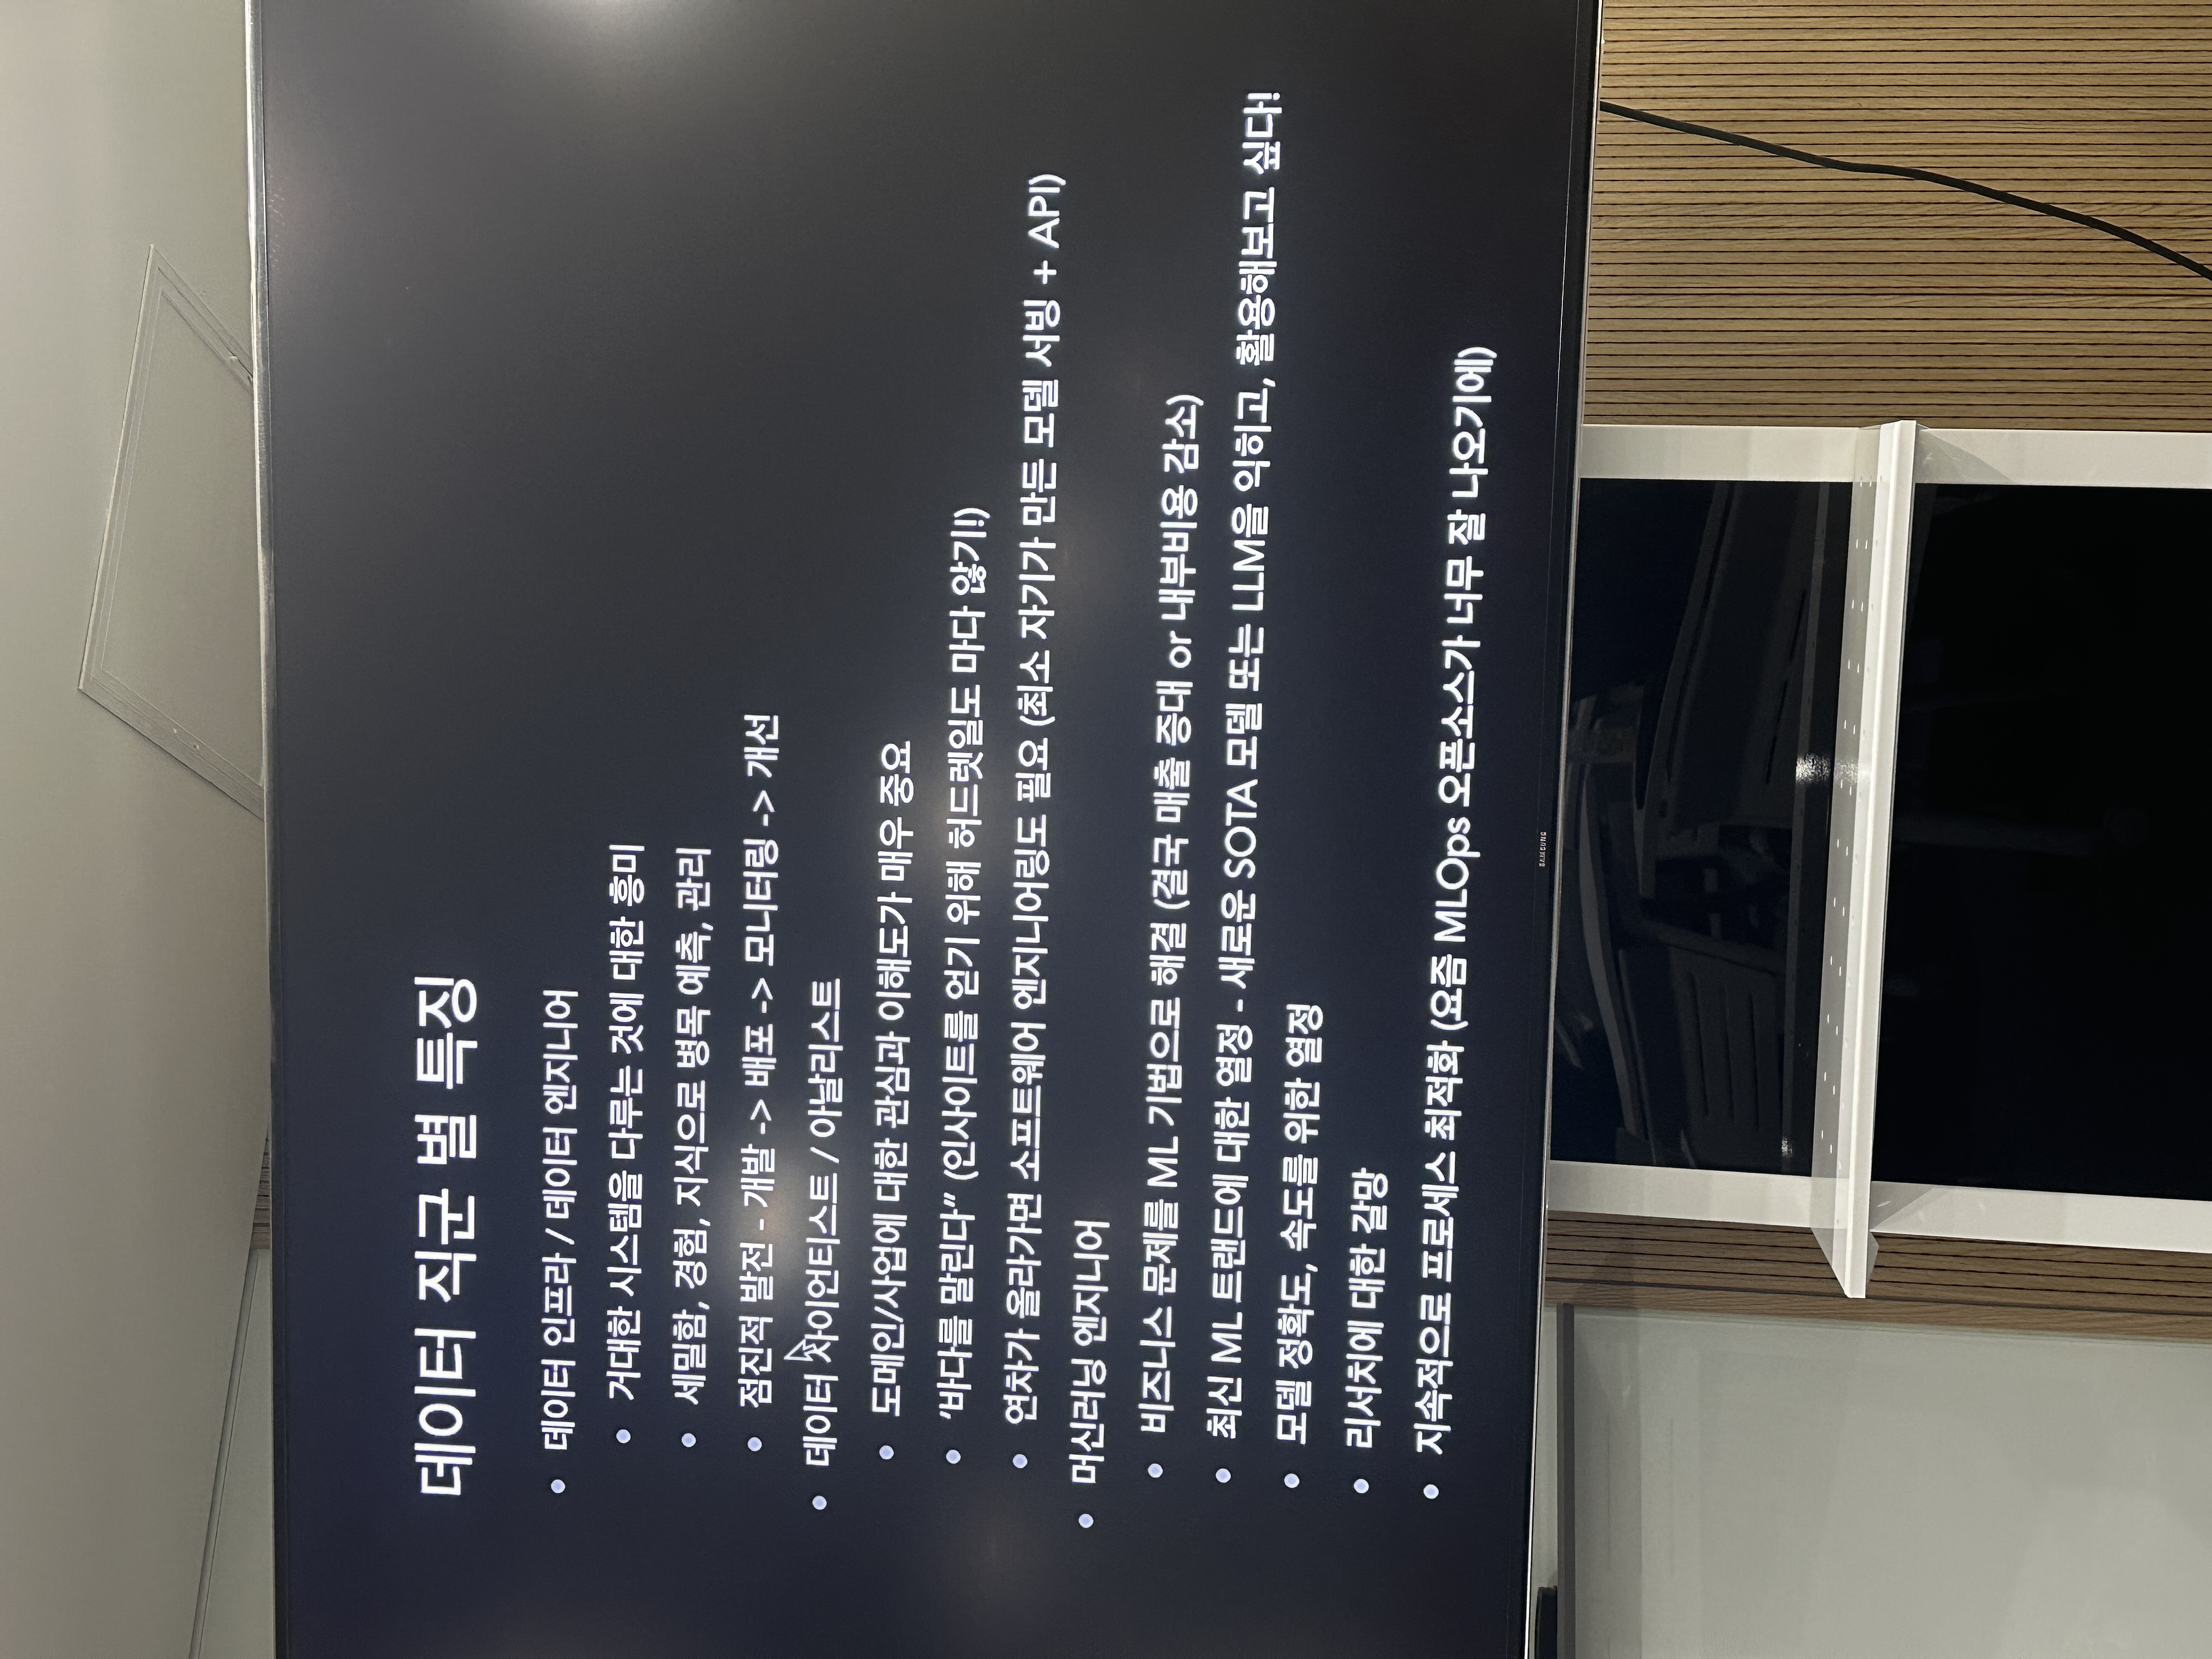 데이터 직군 별 특징
• 데이터 인프라 / 데이터 엔지니어
• 거대한 시스템을 다루는 것에 대한 흥미
• 세밀함, 경험, 지식으로 병목 예측, 관리
• 점진적 발전 - 개발 -> 배포 -> 모니터링 -> 개선
• 데이터 사이언티스트 / 아날리스트
• 도메인/사업에 대한 관심과 이해도가 매우 중요
• ‘바다를 말린다” (인사이트를 얻기 위해 허드렛일도 마다 않기!)
• 연차가 올라가면 소프트웨어 엔지니어링도 필요 (최소 자기가 만든 모델 서빙 + API)
• 머신러닝 엔지니어
• 비즈니스 문제를 ML 기법으로 해결 (결국 매출 증대 or 내부비용 감소)
• 최신 ML 트랜드에 대한 열정 - 새로운 SOTA 모델 또는 LLM을 익히고, 활용해보고 싶다!
• 모델 정확도, 속도를 위한 열정
• 리서치에 대한 갈망
• 지속적으로 프로세스 최적화 (요즘 MLOps 오픈소스가 너무 잘 나오기에)
SAMSUNG